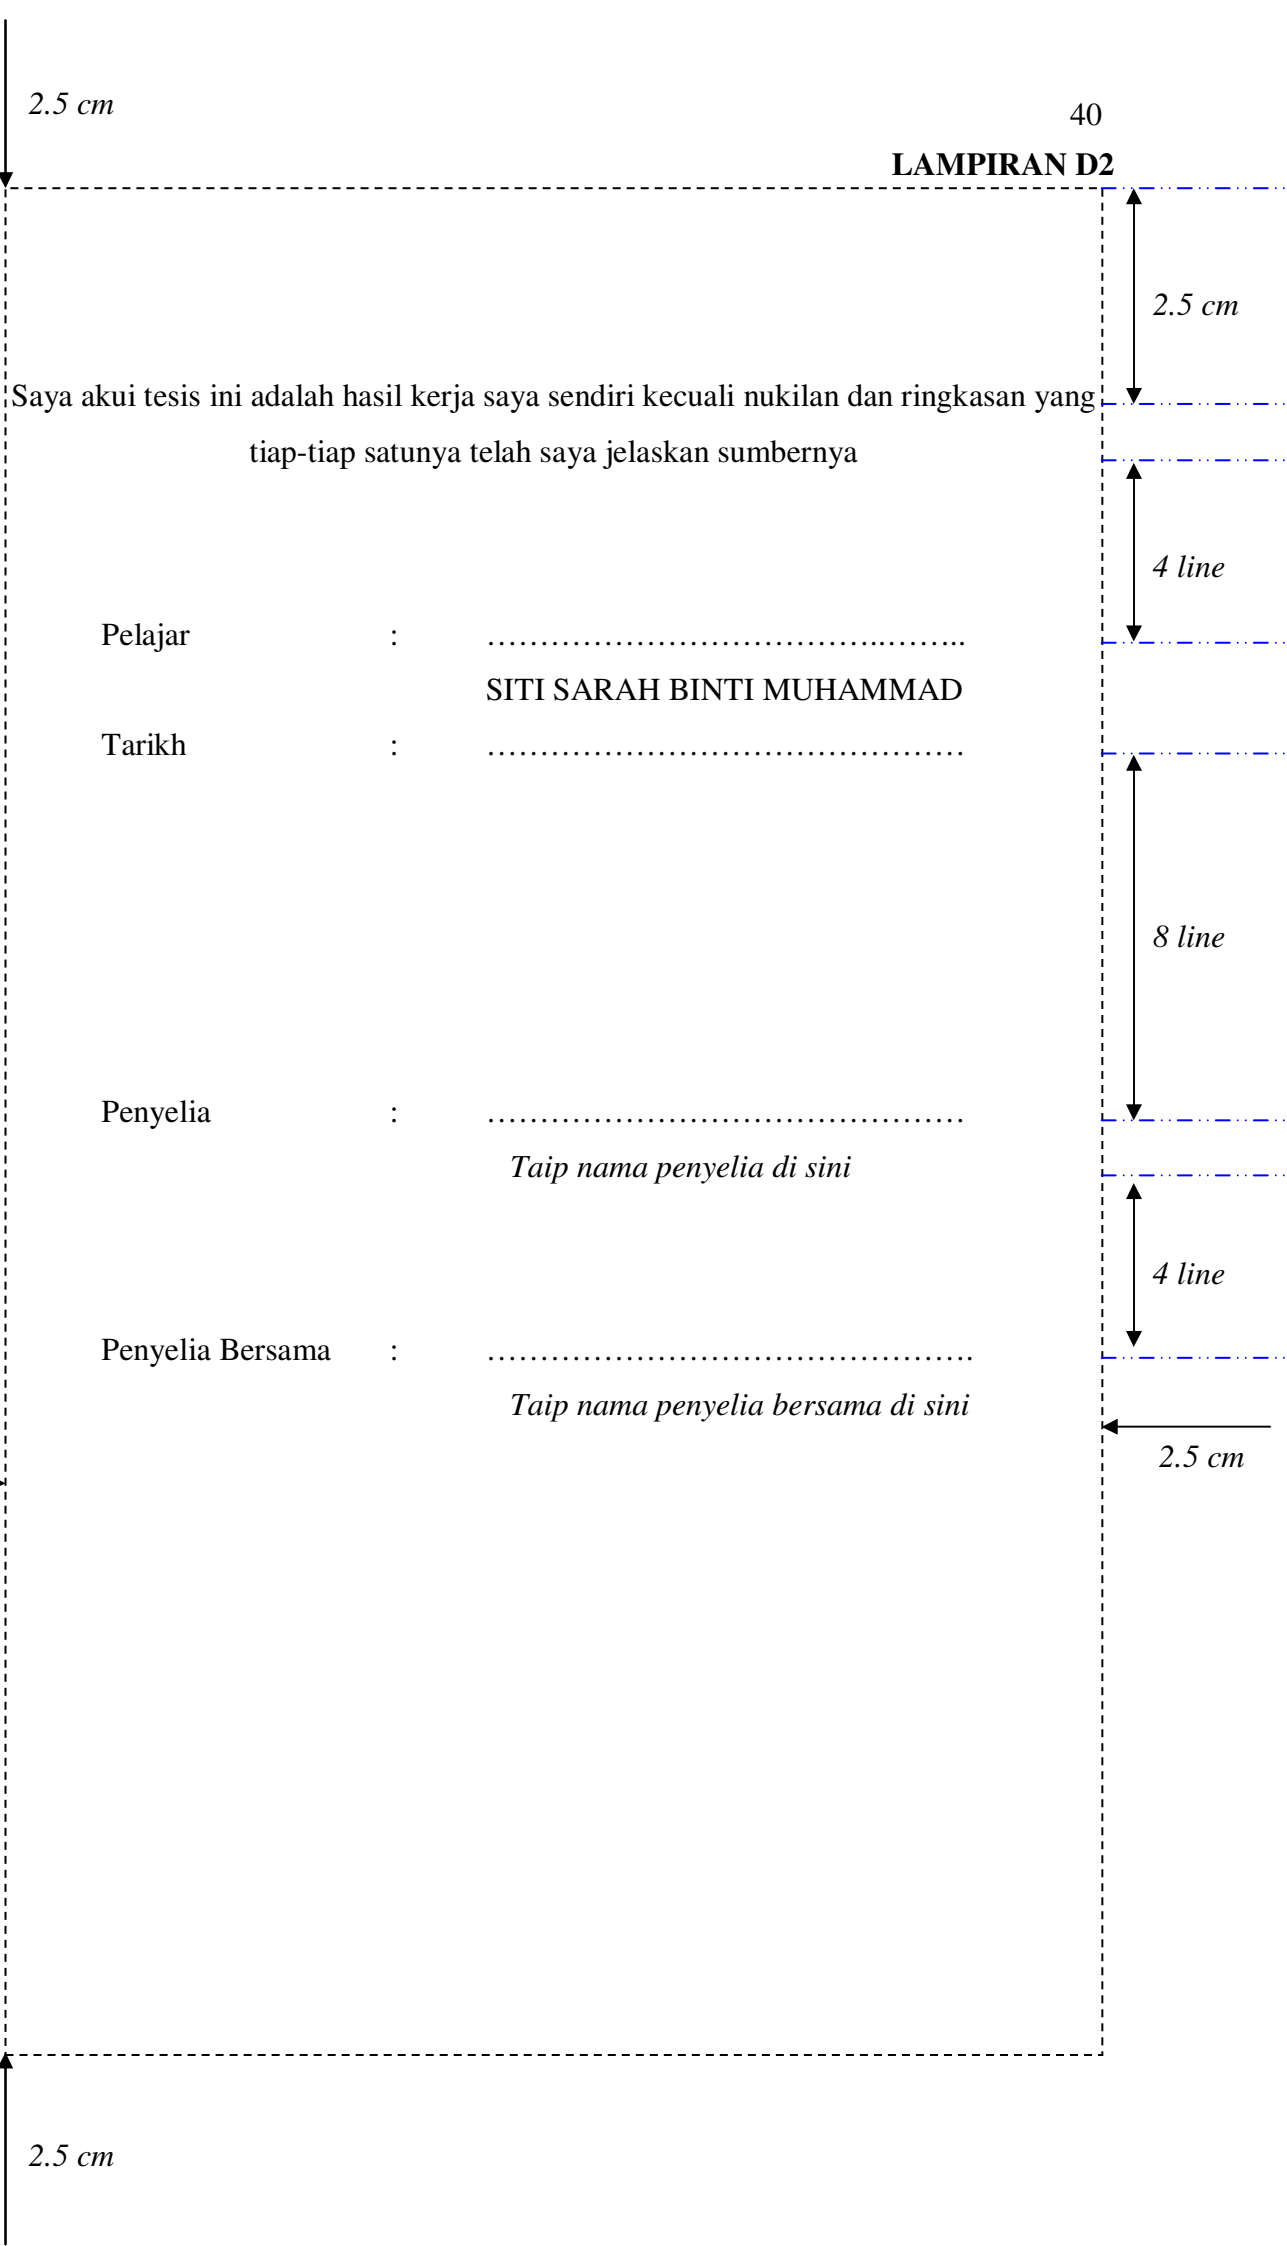 2.5 cm
40
LAMPIRAN D2
2.5 cm
Saya akui tesis ini adalah hasil kerja saya sendiri kecuali nukilan dan ringkasan yang
tiap-tiap satunya telah saya jelaskan sumbernya
4 line
Pelajar : ………………………………..……..
SITI SARAH BINTI MUHAMMAD
Tarikh : ………………………………………
8 line
Penyelia : ………………………………………
Taip nama penyelia di sini
4 line
Penyelia Bersama : ……………………………………….
Taip nama penyelia bersama di sini
2.5 cm
2.5 cm